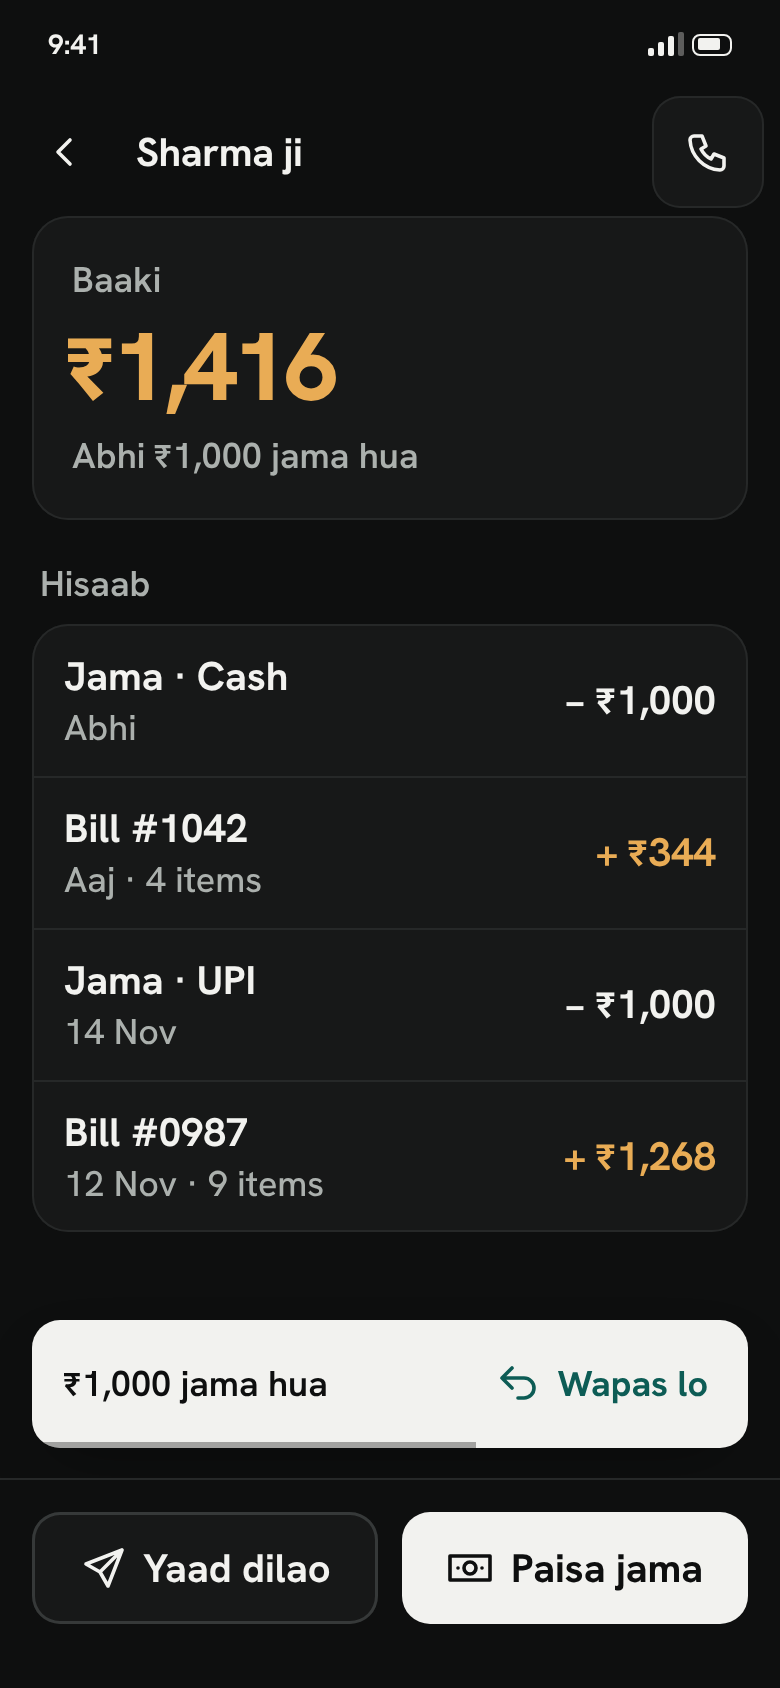 9:41
Sharma ji
Baaki
₹1,416
Abhi ₹1,000 jama hua
Hisaab
Jama · Cash
– ₹1,000
Abhi
Bill #1042
+ ₹344
Aaj · 4 items
Jama · UPI
– ₹1,000
14 Nov
Bill #0987
+ ₹1,268
12 Nov · 9 items
₹1,000 jama hua
Wapas lo
Yaad dilao
Paisa jama